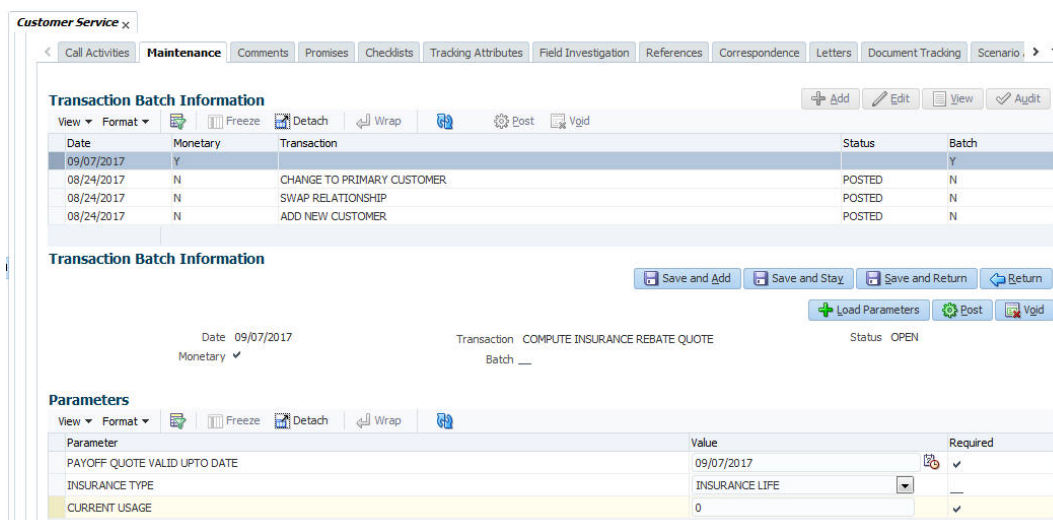 Customer Service x
Call Activities Maintenance Comments Promises Checklists Tracking Attributes Field Investigation References Correspondence Letters Document Tracking Scenario
Transaction Batch Information
Add Edit View Audit
View Format Freeze Detach Wrap Post Void
Date Monetary Transaction Status Batch
09/07/2017 Y Y
08/24/2017 N CHANGE TO PRIMARY CUSTOMER POSTED N
08/24/2017 N SWAP RELATIONSHIP POSTED N
08/24/2017 N ADD NEW CUSTOMER POSTED N
Transaction Batch Information
Save and Add Save and Stay Save and Return Return
Load Parameters Post Void
Date 09/07/2017 Transaction COMPUTE INSURANCE REBATE QUOTE Status OPEN
Monetary Batch
Parameters
View Format Freeze Detach Wrap
Parameter Value Required
PAYOFF QUOTE VALID UPTO DATE 09/07/2017
INSURANCE TYPE INSURANCE LIFE
CURRENT USAGE 0